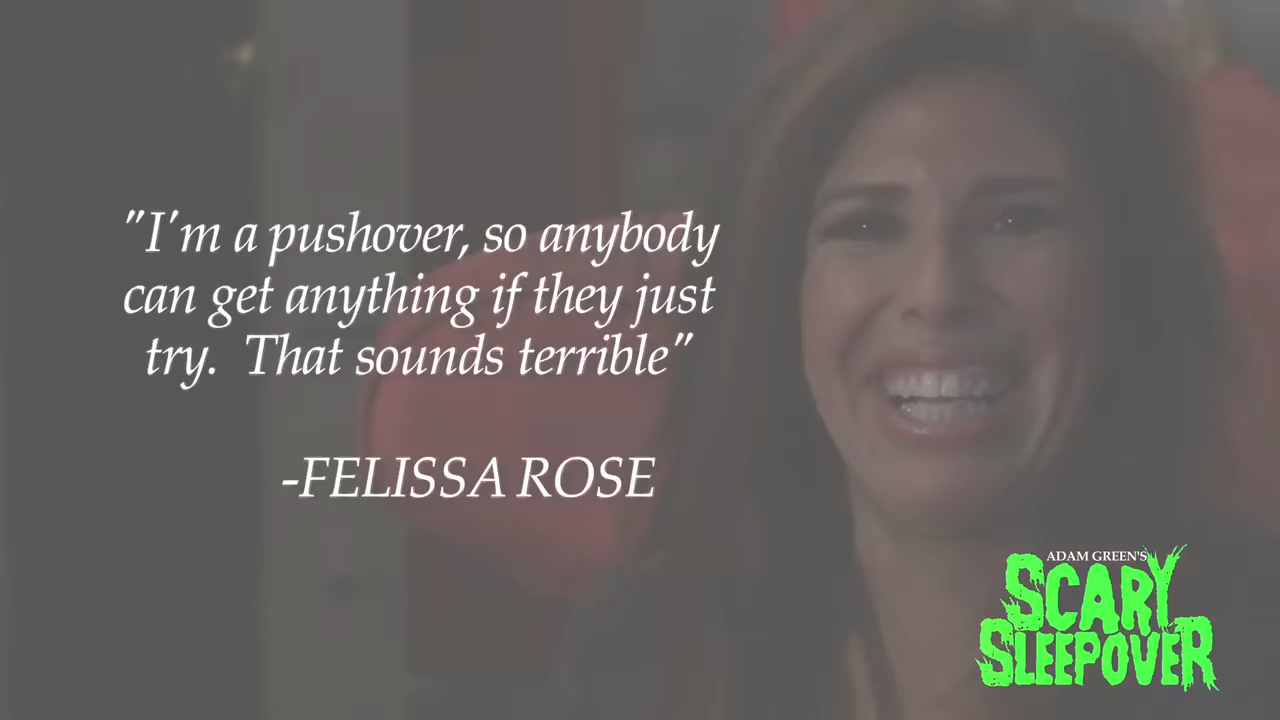 "I'm a pushover, so anybody
can get anything if they just
try.  That sounds terrible"
-FELISSA ROSE
ADAM GREEN'S
SCARY
SLEEPOVER